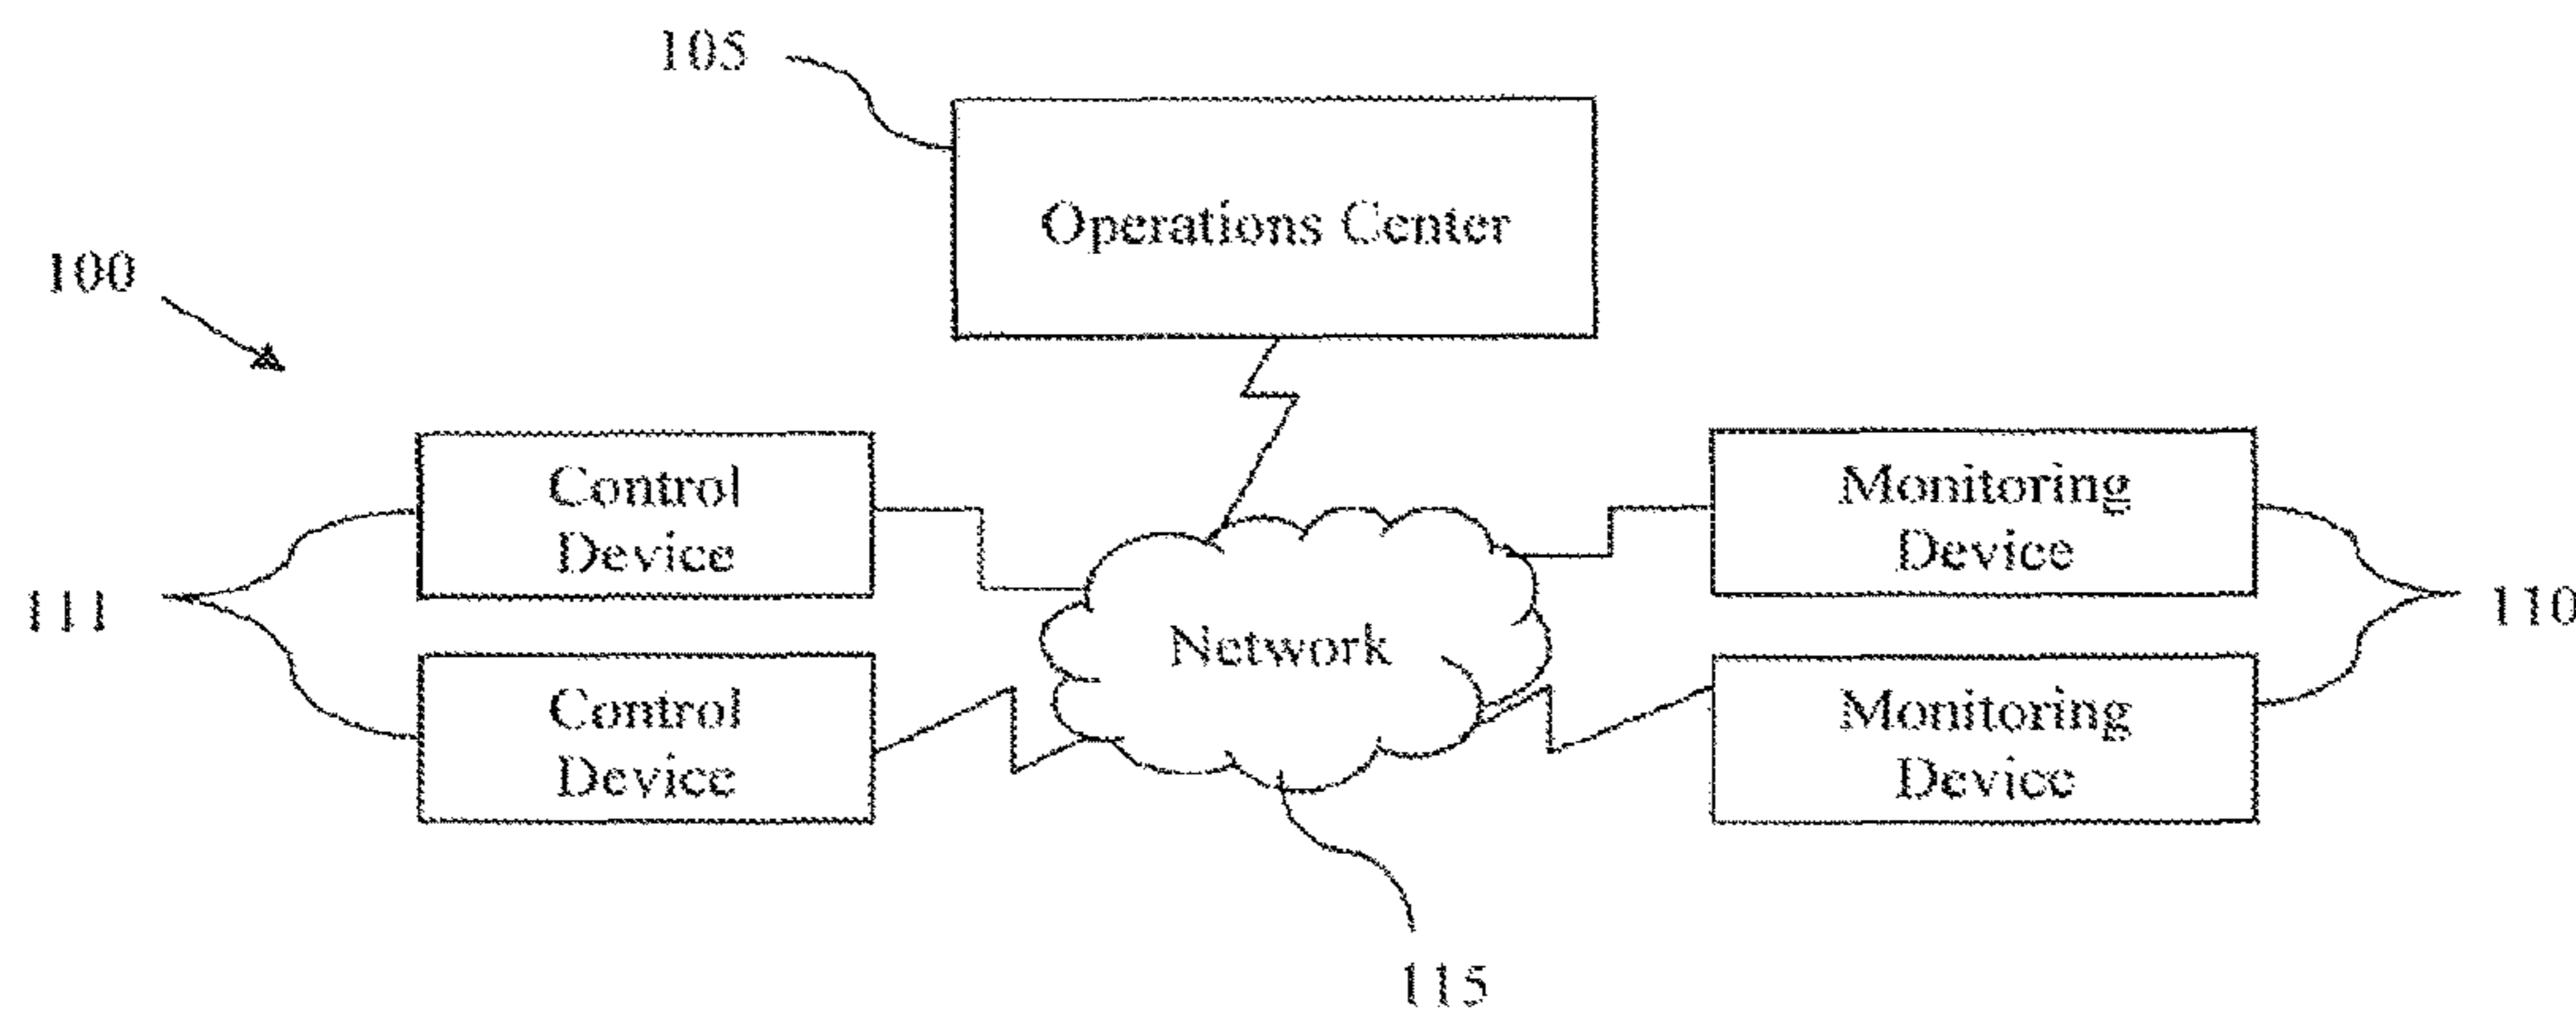 105
Operations Center
100
Control
Device
Monitoring
Device
111
Network
110
Control
Device
Monitoring
Device
115